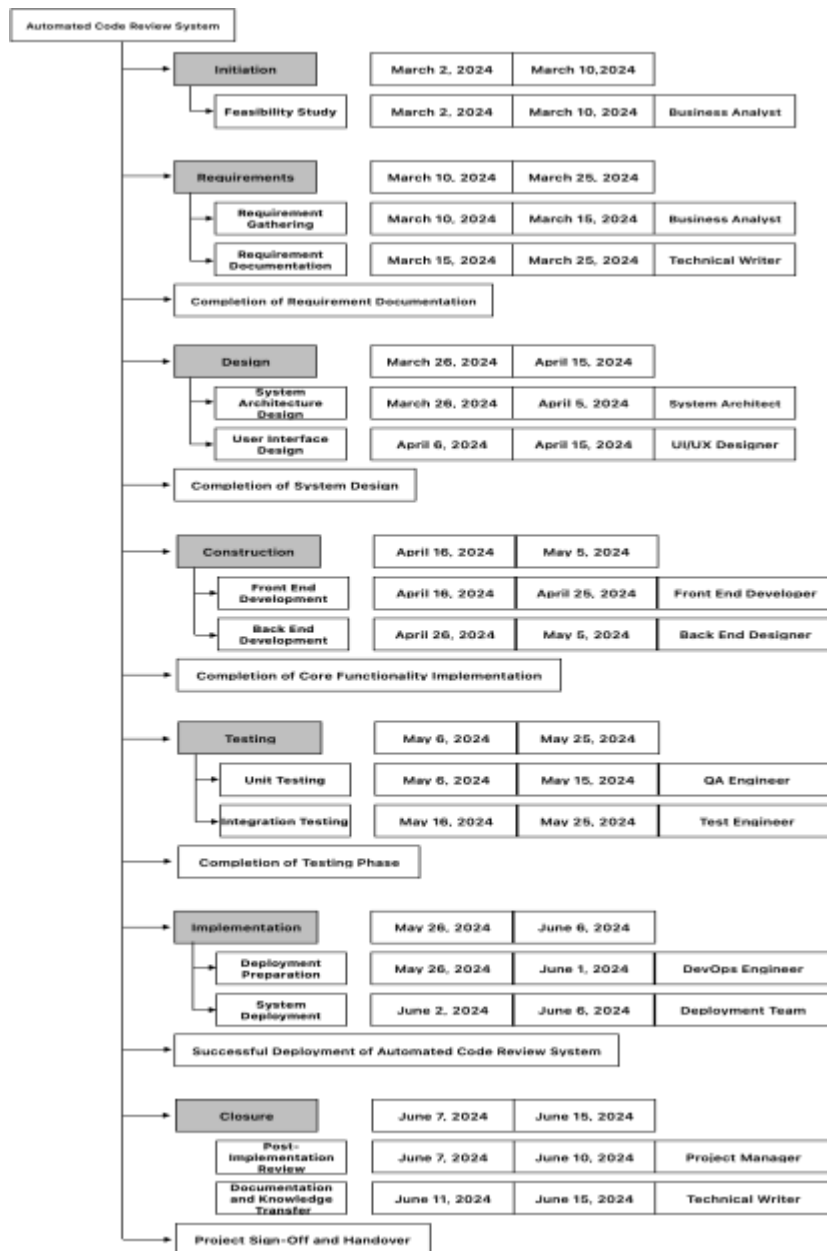 Automated Code Review System
Initiation March 2, 2024 March 10,2024
Feasibility Study March 2, 2024 March 10, 2024 Business Analyst
Requirements March 10, 2024 March 25, 2024
Requirement
Gathering March 10, 2024 March 15, 2024 Business Analyst
Requirement
Documentation March 15, 2024 March 25, 2024 Technical Writer
Completion of Requirement Documentation
Design March 26, 2024 April 15, 2024
System
Architecture
Design March 26, 2024 April 5, 2024 System Architect
User Interface
Design April 6, 2024 April 15, 2024 UI/UX Designer
Completion of System Design
Construction April 16, 2024 May 5, 2024
Front End
Development April 16, 2024 April 25, 2024 Front End Developer
Back End
Development April 26, 2024 May 5, 2024 Back End Designer
Completion of Core Functionality Implementation
Testing May 6, 2024 May 25, 2024
Unit Testing May 6, 2024 May 15, 2024 QA Engineer
Integration Testing May 16, 2024 May 25, 2024 Test Engineer
Completion of Testing Phase
Implementation May 26, 2024 June 6, 2024
Deployment
Preparation May 26, 2024 June 1, 2024 DevOps Engineer
System
Deployment June 2, 2024 June 6, 2024 Deployment Team
Successful Deployment of Automated Code Review System
Closure June 7, 2024 June 15, 2024
Post-
Implementation
Review June 7, 2024 June 10, 2024 Project Manager
Documentation
and Knowledge
Transfer June 11, 2024 June 15, 2024 Technical Writer
Project Sign-Off and Handover